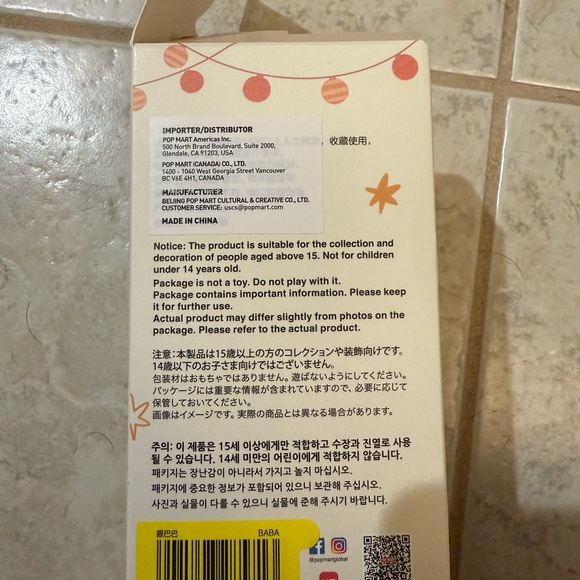 IMPORTER/DISTRIBUTOR
POP MART Americas Inc.
500 North Brand Boulevard, Suite 2000,
Glendale, CA 91203, USA
POP MART (CANADA) CO., LTD.
1400 - 1040 West Georgia Street Vancouver
BC V6E 4H1, CANADA
MANUFACTURER
BEIJING POP MART CULTURAL & CREATIVE CO., LTD.
CUSTOMER SERVICE: uscs@popmart.com
MADE IN CHINA
，收藏使用，
Notice: The product is suitable for the collection and
decoration of people aged above 15. Not for children
under 14 years old.
Package is not a toy. Do not play with it.
Package contains important information. Please keep
it for further use.
Actual product may differ slightly from photos on the
package. Please refer to the actual product.
注意：本製品は15歳以上の方のコレクションや装飾向けです。
14歳以下のお子さま向けではございません。
包装材はおもちゃではありません。遊ばないようにしてください。
パッケージには重要な情報が含まれていますので、必要に応じて
保管しておいてください。
画像はイメージです。実際の商品とは異なる場合があります。
주의: 이 제품은 15세 이상에게만 적합하고 수장과 진열로 사용
될 수 있습니다. 14세 미만의 어린이에게 적합하지 않습니다.
패키지는 장난감이 아니라서 가지고 놀지 마십시오.
패키지에 중요한 정보가 포함되어 있으니 보관해 주십시오.
사진과 실물이 다를 수 있으니 실물에 준해 주시기 바랍니다.
眼巴巴 BABA
@popmartglobal